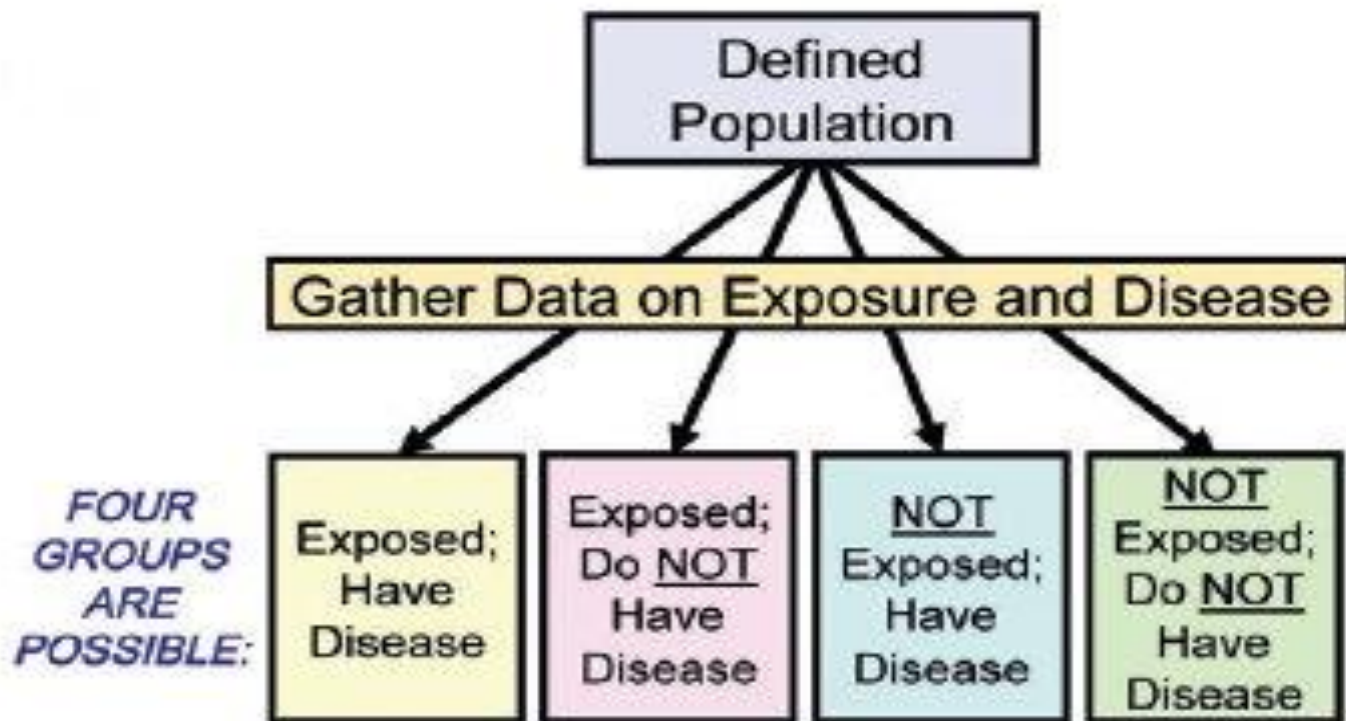 Defined
Population
Gather Data on Exposure and Disease
FOUR
GROUPS
ARE
POSSIBLE:
Exposed;
Have
Disease
Exposed;
Do NOT
Have
Disease
NOT
Exposed;
Have
Disease
NOT
Exposed;
Do NOT
Have
Disease